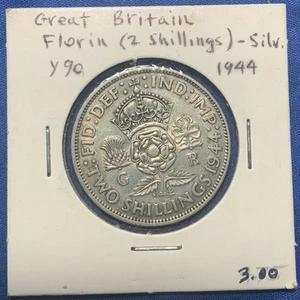 Great Britain
Florin (2 Shillings) - Silv.
Y90 1944
FID: DEF: IND: IMP:
G R
TWO SHILLINGS 1944
3.00